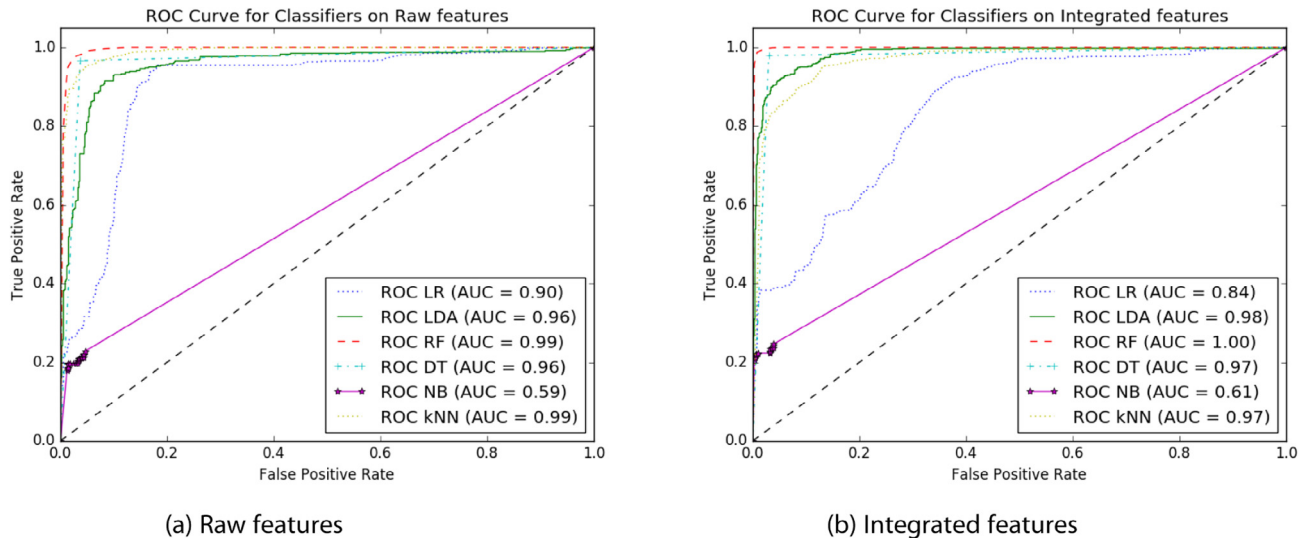 ROC Curve for Classifiers on Raw features
1.0
0.8
0.6
0.4
0.2
0.0
True Positive Rate
ROC LR (AUC = 0.90)
ROC LDA (AUC = 0.96)
ROC RF (AUC = 0.99)
ROC DT (AUC = 0.96)
ROC NB (AUC = 0.59)
ROC kNN (AUC = 0.99)
0.0 0.2 0.4 0.6 0.8 1.0
False Positive Rate
(a) Raw features
ROC Curve for Classifiers on Integrated features
1.0
0.8
0.6
0.4
0.2
0.0
True Positive Rate
ROC LR (AUC = 0.84)
ROC LDA (AUC = 0.98)
ROC RF (AUC = 1.00)
ROC DT (AUC = 0.97)
ROC NB (AUC = 0.61)
ROC kNN (AUC = 0.97)
0.0 0.2 0.4 0.6 0.8 1.0
False Positive Rate
(b) Integrated features